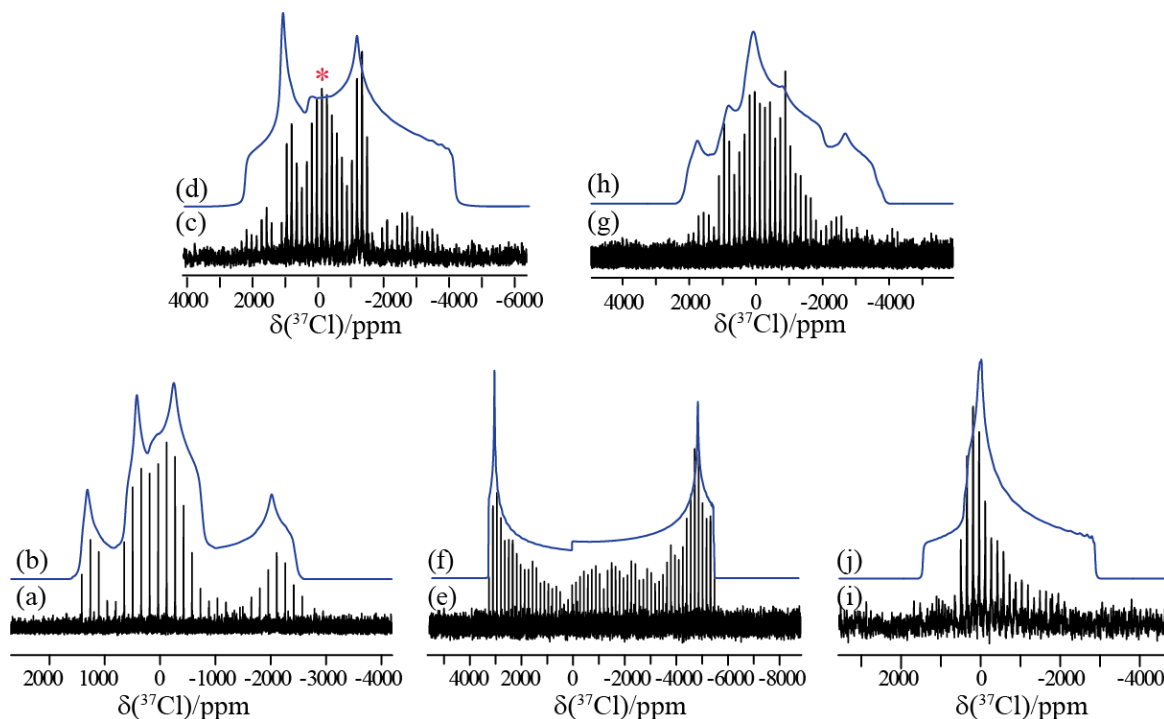 *
(d)
(c)
4000 2000 0 -2000 -4000 -6000
δ(³⁷Cl)/ppm
(h)
(g)
4000 2000 0 -2000 -4000
δ(³⁷Cl)/ppm
(b)
(a)
2000 1000 0 -1000 -2000 -3000 -4000
δ(³⁷Cl)/ppm
(f)
(e)
4000 2000 0 -2000 -4000 -6000 -8000
δ(³⁷Cl)/ppm
(j)
(i)
2000 0 -2000 -4000
δ(³⁷Cl)/ppm